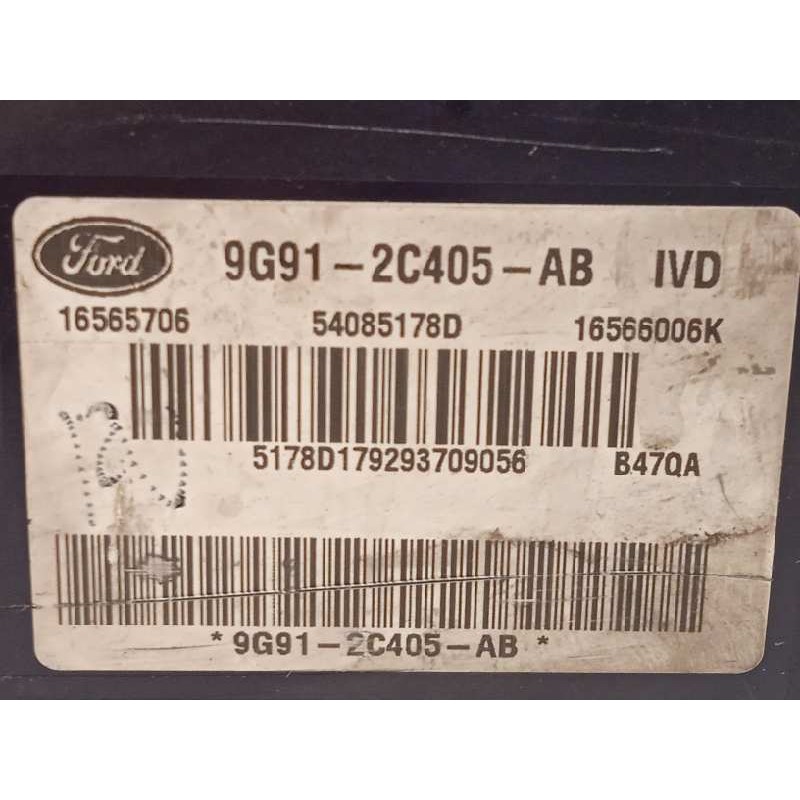 Ford 9G91-2C405-AB IVD
16565706 54085178D 16566006K
5178D179293709056 B47QA
*9G91-2C405-AB*